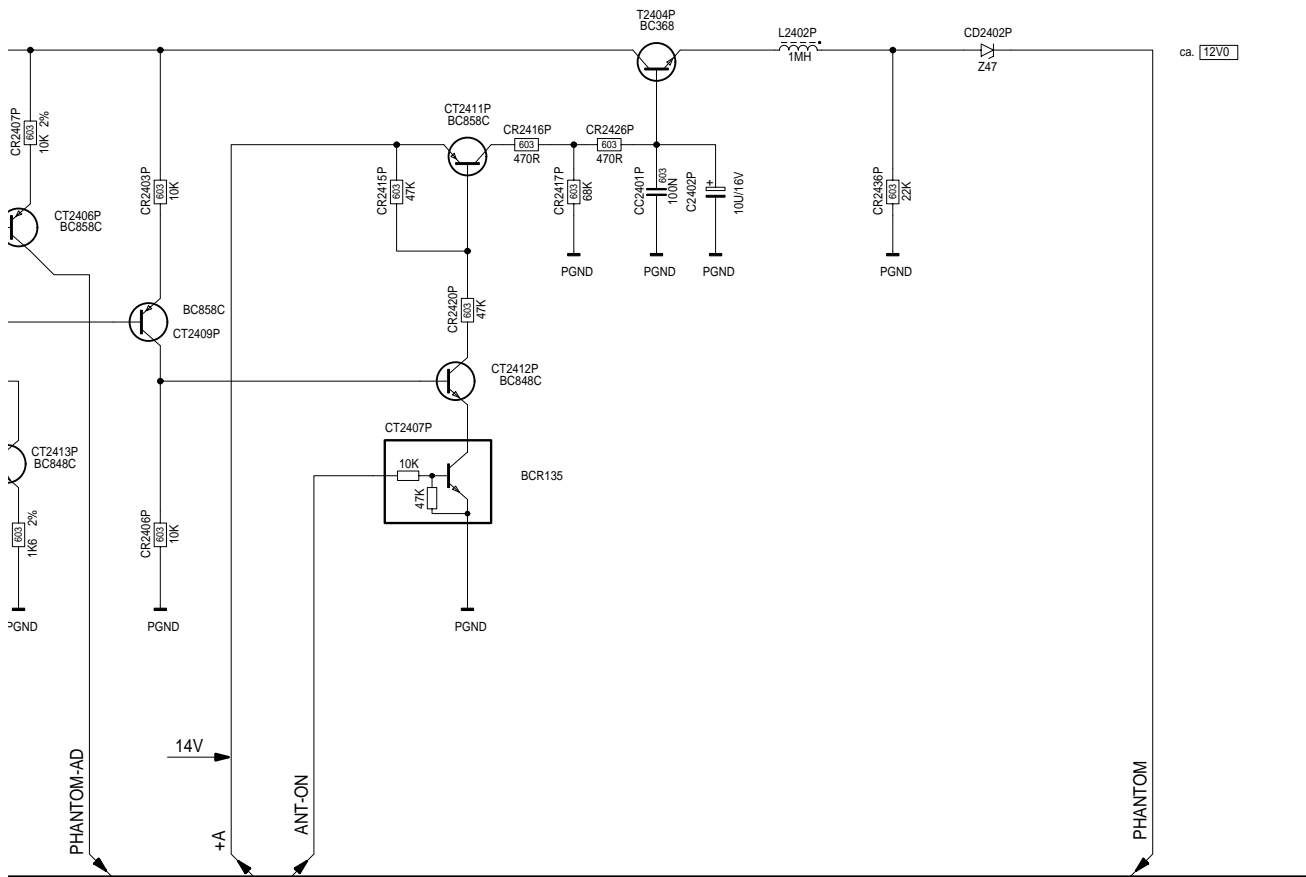 T2404P
BC368
L2402P
1MH
CD2402P
Z47
ca. 12V0
CR2407P
603
10K 2%
CR2403P
603
10K
CT2411P
BC858C
CR2416P
603
470R
CR2426P
603
470R
CR2415P
603
47K
CR2417P
603
68K
CC2401P
603
100N
C2402P
+
10U/16V
CR2436P
603
22K
CT2406P
BC858C
PGND
PGND
PGND
PGND
BC858C
CT2409P
CR2420P
603
47K
CT2412P
BC848C
CT2407P
CT2413P
BC848C
10K
47K
BCR135
603
1K6 2%
CR2406P
603
10K
PGND
PGND
PGND
14V
PHANTOM-AD
+A
ANT-ON
PHANTOM